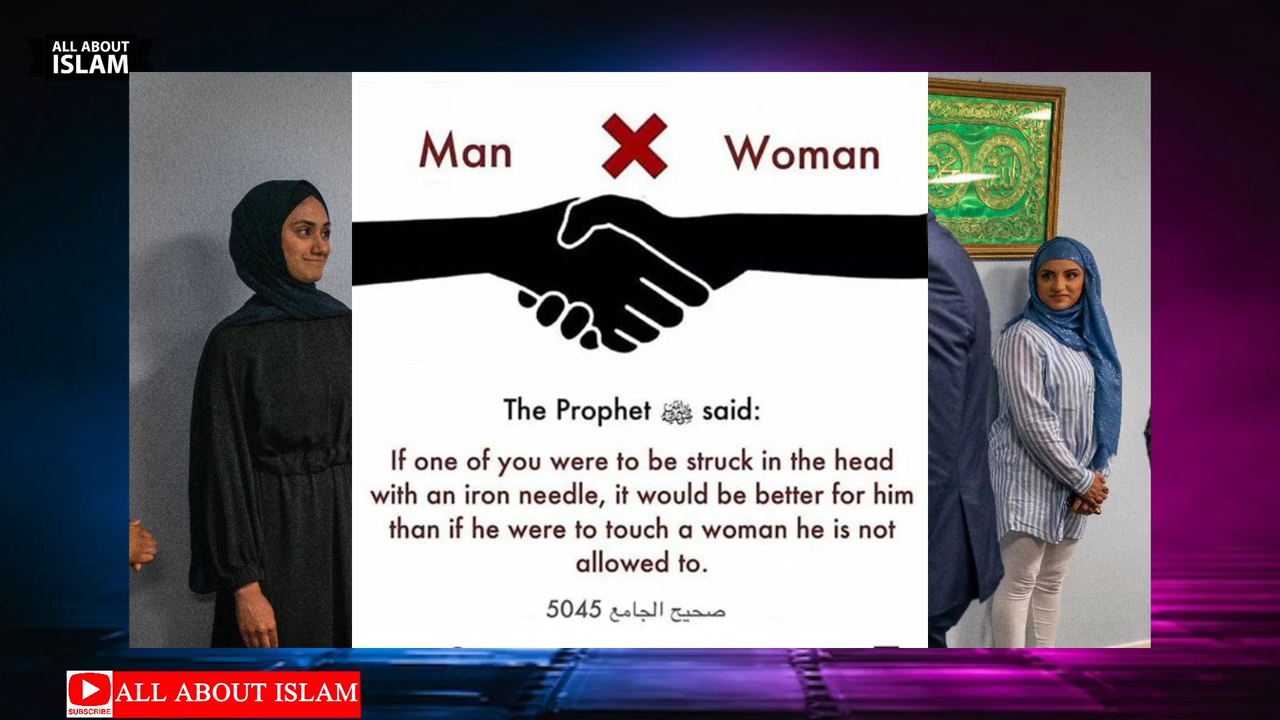 ALL ABOUT
ISLAM
Man
Woman
The Prophet ﷺ said:
If one of you were to be struck in the head
with an iron needle, it would be better for him
than if he were to touch a woman he is not
allowed to.
صحيح الجامع 5045
SUBSCRIBE
ALL ABOUT ISLAM